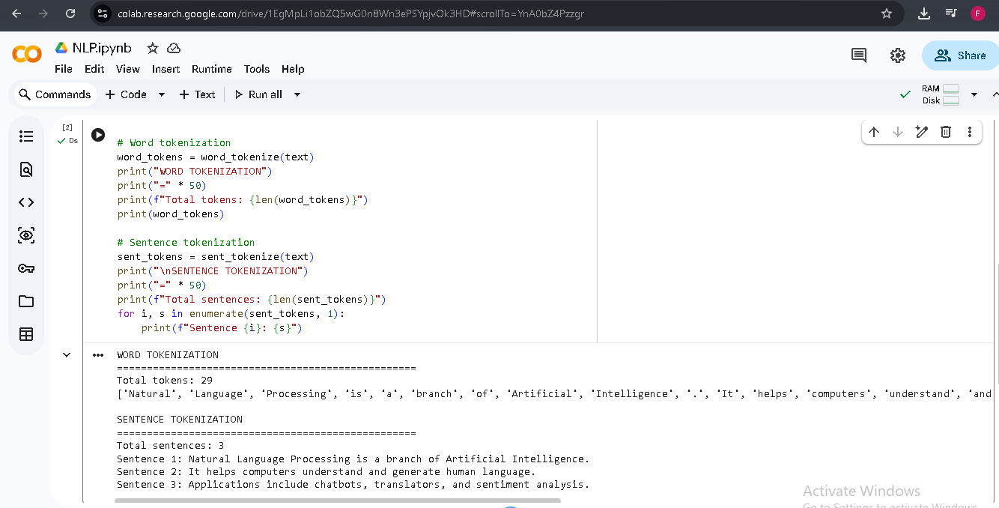 colab.research.google.com/drive/1EgMpLi1obZQ5wG0n8Wn3ePSYpjvOk3HD#scrollTo=YnA0bZ4Pzzgr
F
NLP.ipynb
File Edit View Insert Runtime Tools Help
Share
Commands + Code + Text Run all
RAM
Disk
[2]
0s
# Word tokenization
word_tokens = word_tokenize(text)
print("WORD TOKENIZATION")
print("=" * 50)
print(f"Total tokens: {len(word_tokens)}")
print(word_tokens)
# Sentence tokenization
sent_tokens = sent_tokenize(text)
print("\nSENTENCE TOKENIZATION")
print("=" * 50)
print(f"Total sentences: {len(sent_tokens)}")
for i, s in enumerate(sent_tokens, 1):
    print(f"Sentence {i}: {s}")
WORD TOKENIZATION
==================================================
Total tokens: 29
['Natural', 'Language', 'Processing', 'is', 'a', 'branch', 'of', 'Artificial', 'Intelligence', '.', 'It', 'helps', 'computers', 'understand', 'and
SENTENCE TOKENIZATION
==================================================
Total sentences: 3
Sentence 1: Natural Language Processing is a branch of Artificial Intelligence.
Sentence 2: It helps computers understand and generate human language.
Sentence 3: Applications include chatbots, translators, and sentiment analysis.
Activate Windows
Go to Settings to activate Windows.